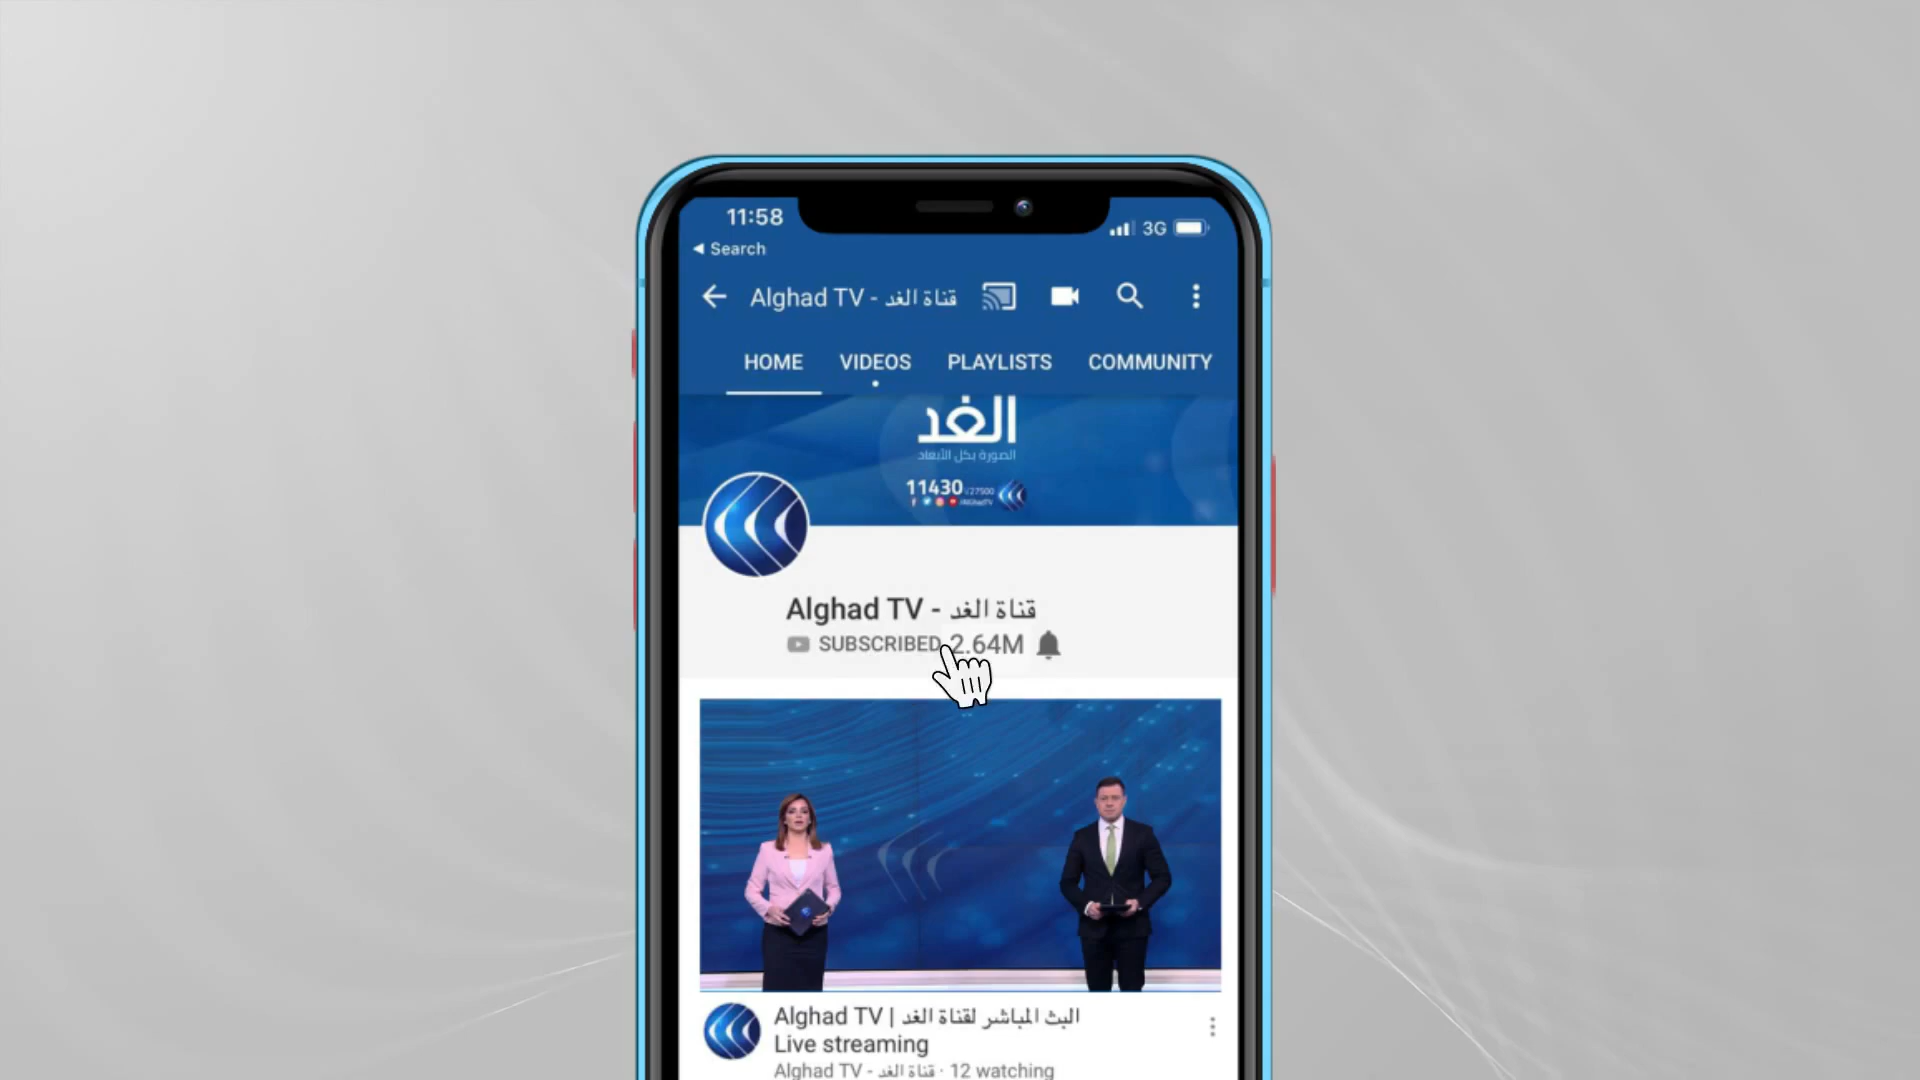 11:58
3G
◀ Search
Alghad TV - قناة الغد
HOME VIDEOS PLAYLISTS COMMUNITY
الغد
الصورة بكل الأبعاد
11430 27500
AlGhadTV
Alghad TV - قناة الغد
SUBSCRIBED 2.64M
Alghad TV | البث المباشر لقناة الغد
Live streaming
Alghad TV - قناة الغد · 12 watching